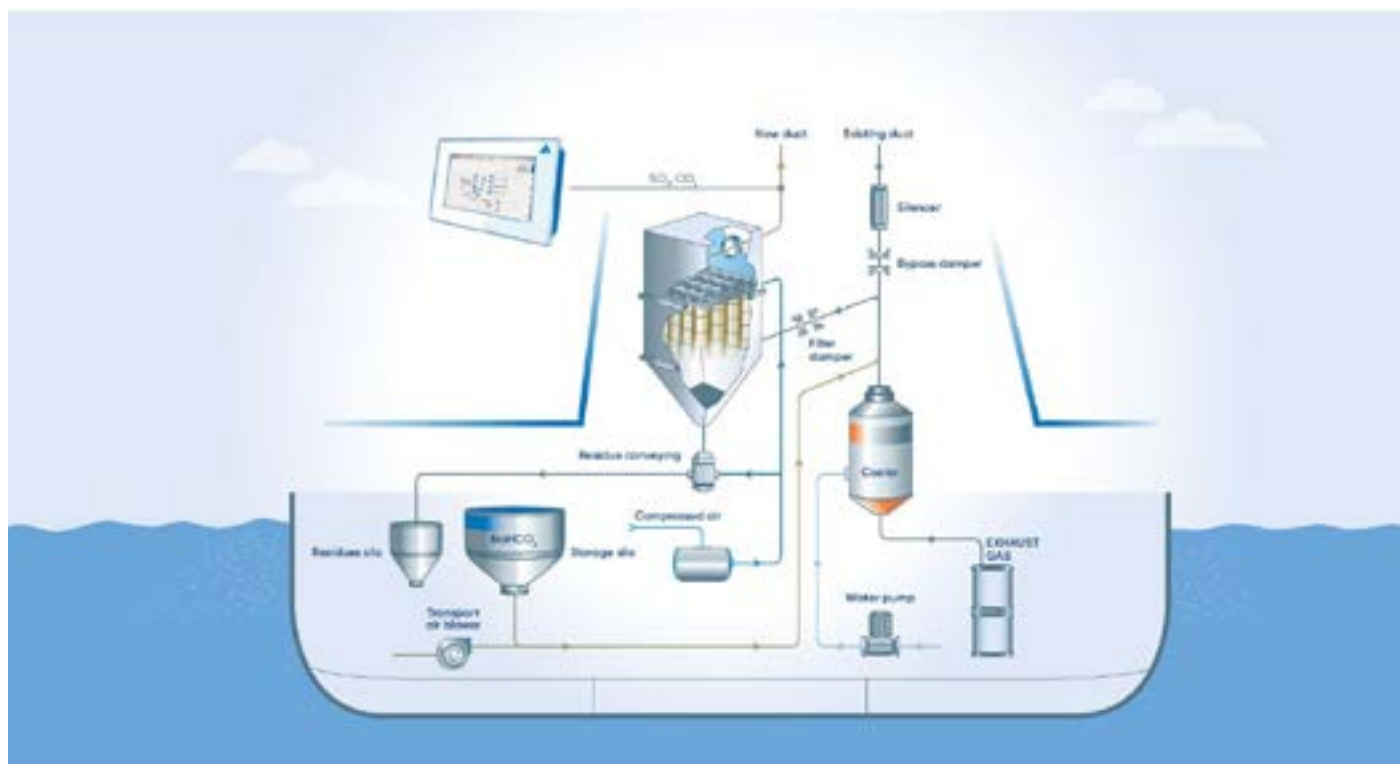 New duct
Existing duct
SO₂ CO₂
Silencer
Bypass damper
Filter
damper
Residue conveying
Cooler
Compressed air
EXHAUST
GAS
Residues silo
NaHCO₃
Storage silo
Water pump
Transport
air blower